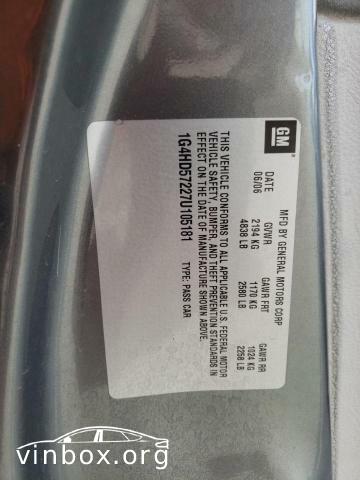 GM
MFD BY GENERAL MOTORS CORP
DATE GVWR GAWR FRT GAWR RR
06/06 2194 KG 1170 KG 1024 KG
4838 LB 2580 LB 2258 LB
THIS VEHICLE CONFORMS TO ALL APPLICABLE U.S. FEDERAL MOTOR
VEHICLE SAFETY, BUMPER, AND THEFT PREVENTION STANDARDS IN
EFFECT ON THE DATE OF MANUFACTURE SHOWN ABOVE.
1G4HD57227U105181 TYPE: PASS CAR
vinbox.org